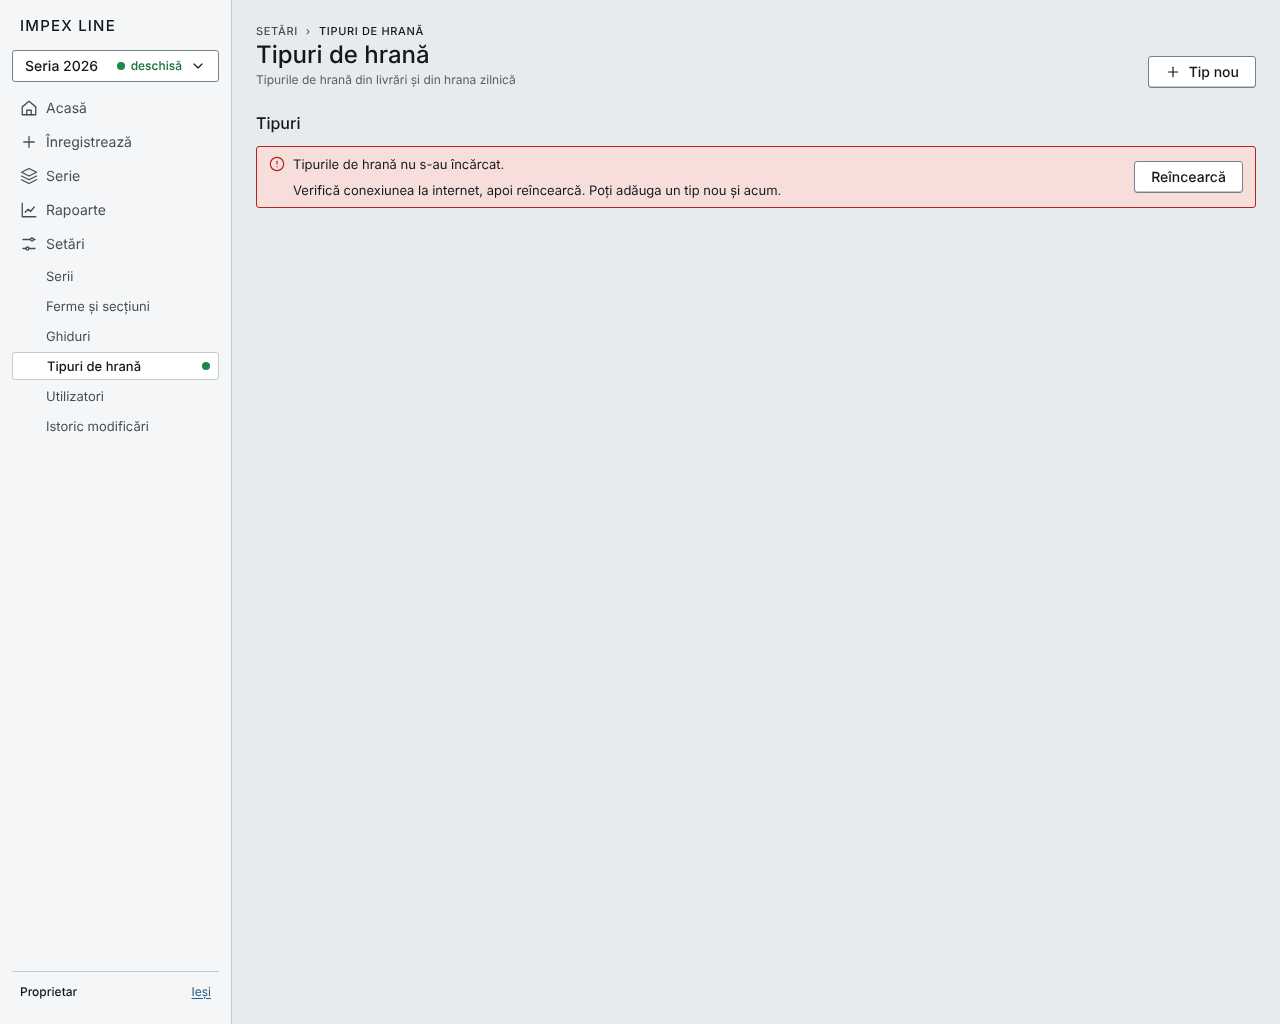 IMPEX LINE
Seria 2026 deschisă
Acasă
Înregistrează
Serie
Rapoarte
Setări
Serii
Ferme și secțiuni
Ghiduri
Tipuri de hrană
Utilizatori
Istoric modificări
Proprietar Ieși
SETĂRI › TIPURI DE HRANĂ
Tipuri de hrană
Tipurile de hrană din livrări și din hrana zilnică
Tip nou
Tipuri
Tipurile de hrană nu s-au încărcat.
Verifică conexiunea la internet, apoi reîncearcă. Poți adăuga un tip nou și acum.
Reîncearcă